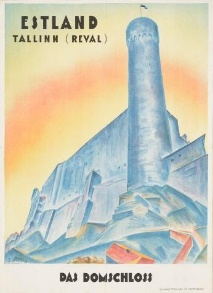 ESTLAND
TALLINN (REVAL)
DAS DOMSCHLOSS